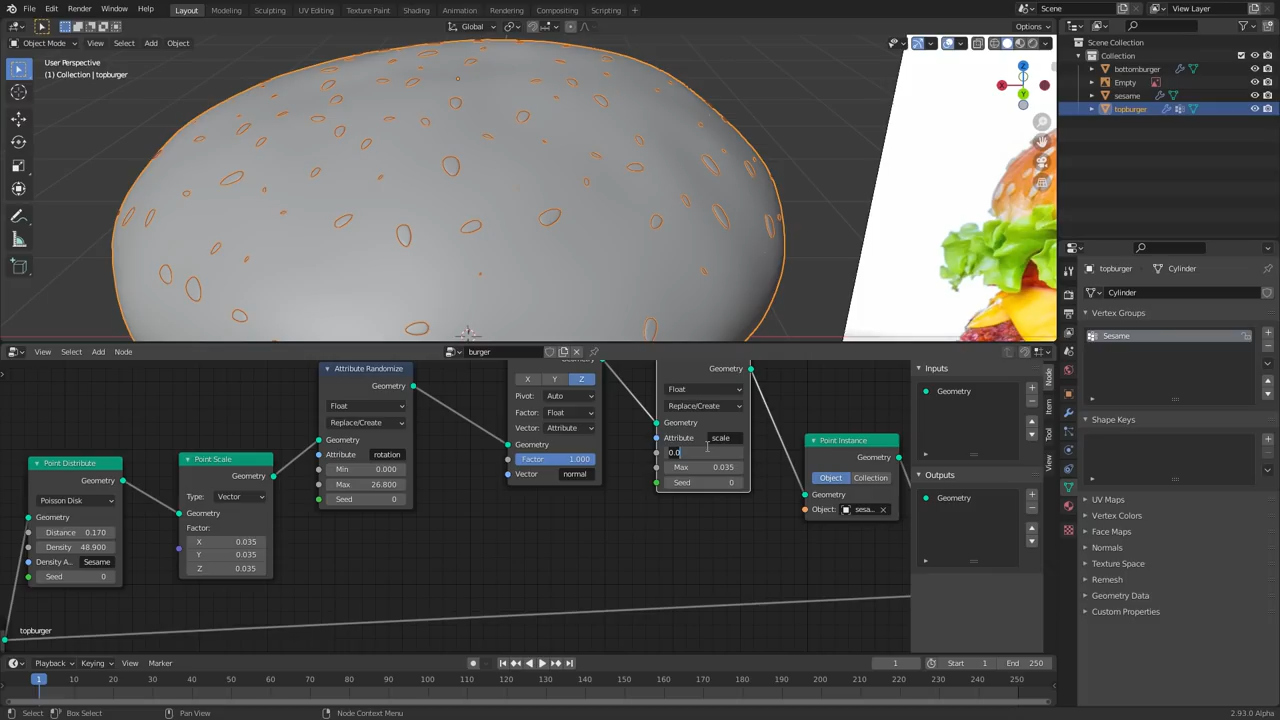 File Edit Render Window Help Layout Modeling Sculpting UV Editing Texture Paint Shading Animation Rendering Compositing Scripting + Scene View Layer
Global Options
Object Mode View Select Add Object
User Perspective
(1) Collection | topburger
Z
X
Y
Scene Collection
Collection
bottomburger
Empty
sesame
topburger
topburger Cylinder
Cylinder
Vertex Groups
Sesame
Shape Keys
UV Maps
Vertex Colors
Face Maps
Normals
Texture Space
Remesh
Geometry Data
Custom Properties
View Select Add Node burger
Point Distribute
Geometry
Poisson Disk
Geometry
Distance 0.170
Density 48.900
Density A.. Sesame
Seed 0
Point Scale
Geometry
Type: Vector
Geometry
Factor:
X 0.035
Y 0.035
Z 0.035
Attribute Randomize
Geometry
Float
Replace/Create
Geometry
Attribute rotation
Min 0.000
Max 26.800
Seed 0
X Y Z
Pivot: Auto
Factor: Float
Vector: Attribute
Geometry
Factor 1.000
Vector normal
Geometry
Float
Replace/Create
Geometry
Attribute scale
0.0
Max 0.035
Seed 0
Point Instance
Geometry
Object Collection
Geometry
Object: sesa...
topburger
Inputs
Geometry
Outputs
Geometry
Node
Item
Tool
View
Playback Keying View Marker 1 Start 1 End 250
1 10 20 30 40 50 60 70 80 90 100 110 120 130 140 150 160 170 180 190 200 210 220 230 240 250
Select Box Select Pan View Node Context Menu 2.93.0 Alpha